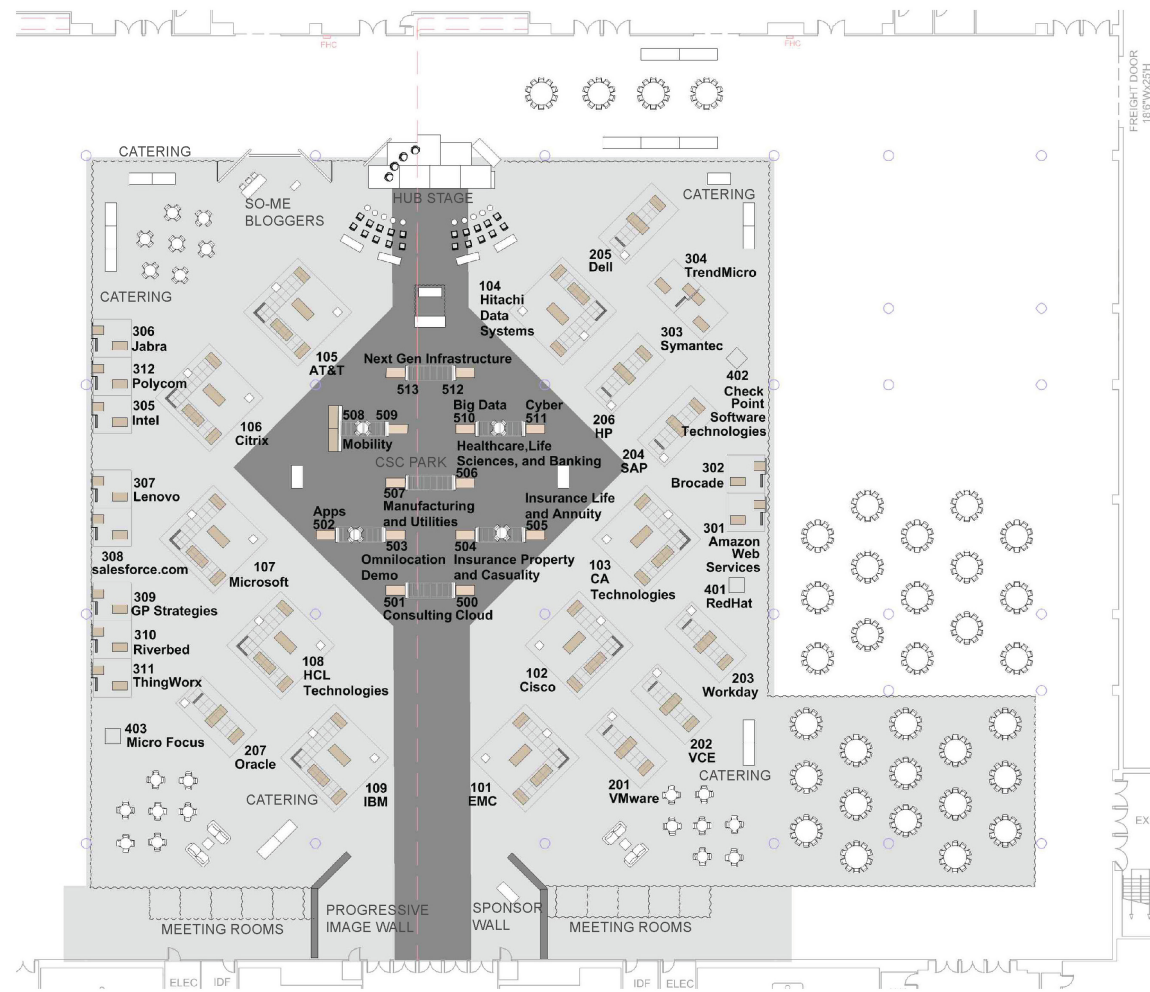 FHC
FHC
FREIGHT DOOR
18'6"Wx25'H
CATERING
SO-ME
BLOGGERS
HUB STAGE
CATERING
205
Dell
304
TrendMicro
CATERING
104
Hitachi
Data
Systems
306
Jabra
312
Polycom
305
Intel
105
AT&T
Next Gen Infrastructure
513
512
303
Symantec
402
Check
Point
Software
Technologies
106
Citrix
508
509
Mobility
Big Data
510
Cyber
511
Healthcare,Life
Sciences, and Banking
206
HP
204
SAP
CSC PARK
506
507
Manufacturing
and Utilities
Insurance Life
and Annuity
302
Brocade
307
Lenovo
308
salesforce.com
Apps
502
503
Omnilocation
Demo
504
Insurance Property
and Casuality
505
301
Amazon
Web
Services
107
Microsoft
103
CA
Technologies
401
RedHat
309
GP Strategies
310
Riverbed
311
ThingWorx
501
500
Consulting Cloud
108
HCL
Technologies
102
Cisco
203
Workday
403
Micro Focus
207
Oracle
202
VCE
CATERING
109
IBM
101
EMC
201
VMware
CATERING
EX
PROGRESSIVE
IMAGE WALL
SPONSOR
WALL
MEETING ROOMS
MEETING ROOMS
ELEC
IDF
IDF
ELEC